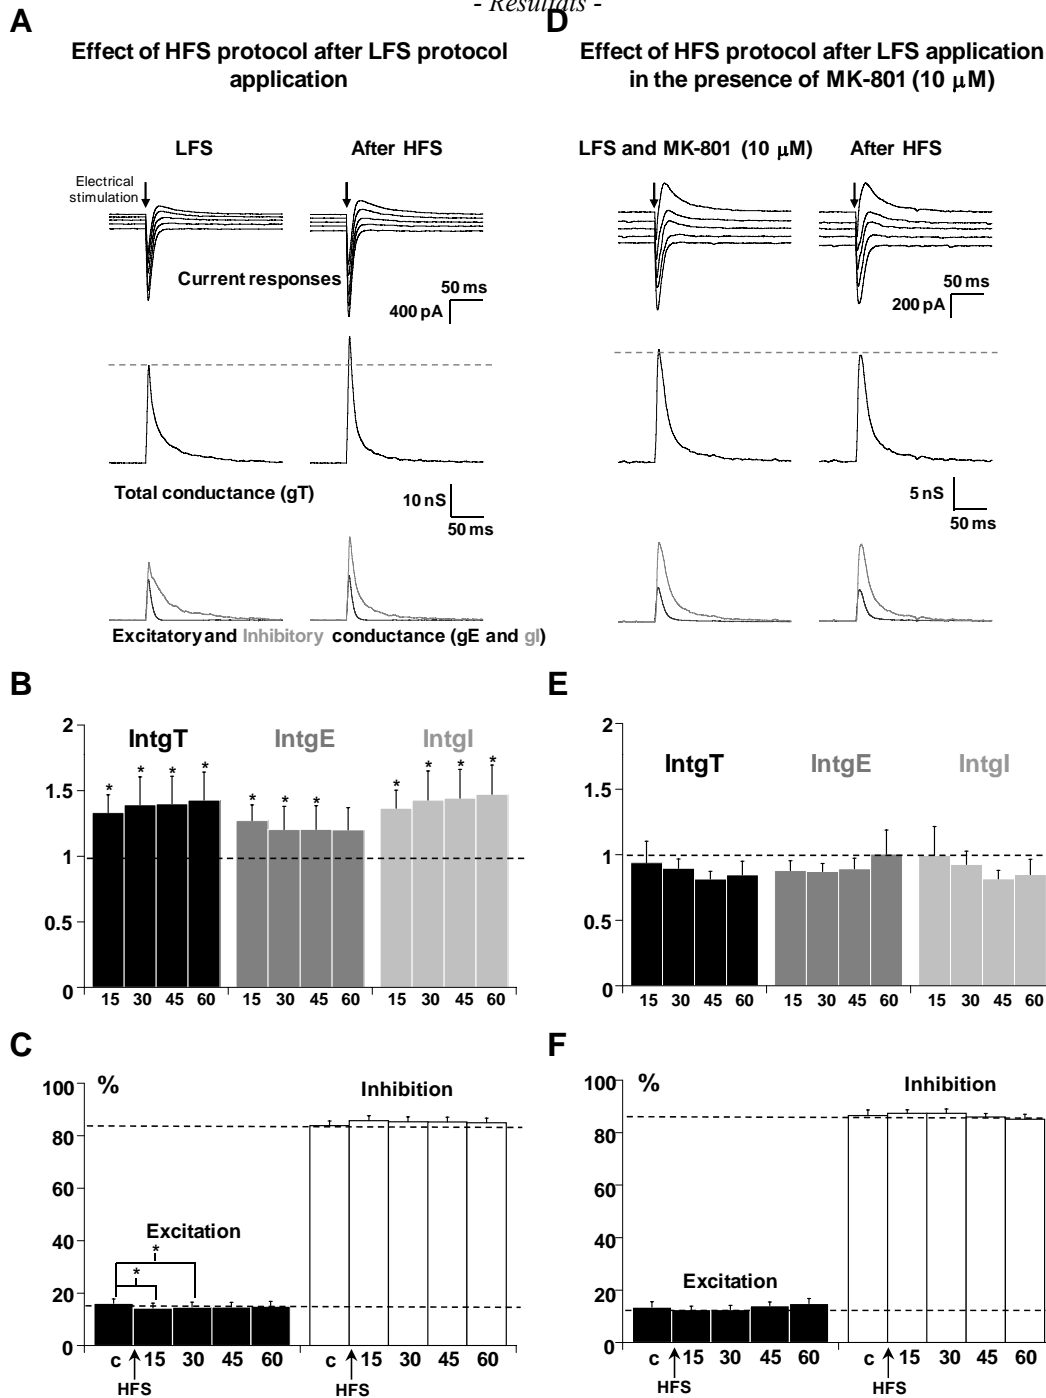 - Resultats -
A
Effect of HFS protocol after LFS protocol
application
LFS
After HFS
Electrical
stimulation
Current responses
50 ms
400 pA
Total conductance (gT)
10 nS
50 ms
Excitatory and Inhibitory conductance (gE and gI)
D
Effect of HFS protocol after LFS application
in the presence of MK-801 (10 μM)
LFS and MK-801 (10 μM)
After HFS
50 ms
200 pA
5 nS
50 ms
B
2
1.5
1
0.5
0
IntgT
IntgE
IntgI
* * * *
* * *
* * * *
15 30 45 60 15 30 45 60 15 30 45 60
E
2
1.5
1
0.5
0
IntgT
IntgE
IntgI
15 30 45 60 15 30 45 60 15 30 45 60
C
100
80
60
40
20
0
%
Inhibition
Excitation
*
*
c 15 30 45 60 c 15 30 45 60
HFS
HFS
F
100
80
60
40
20
0
%
Inhibition
Excitation
c 15 30 45 60 c 15 30 45 60
HFS
HFS